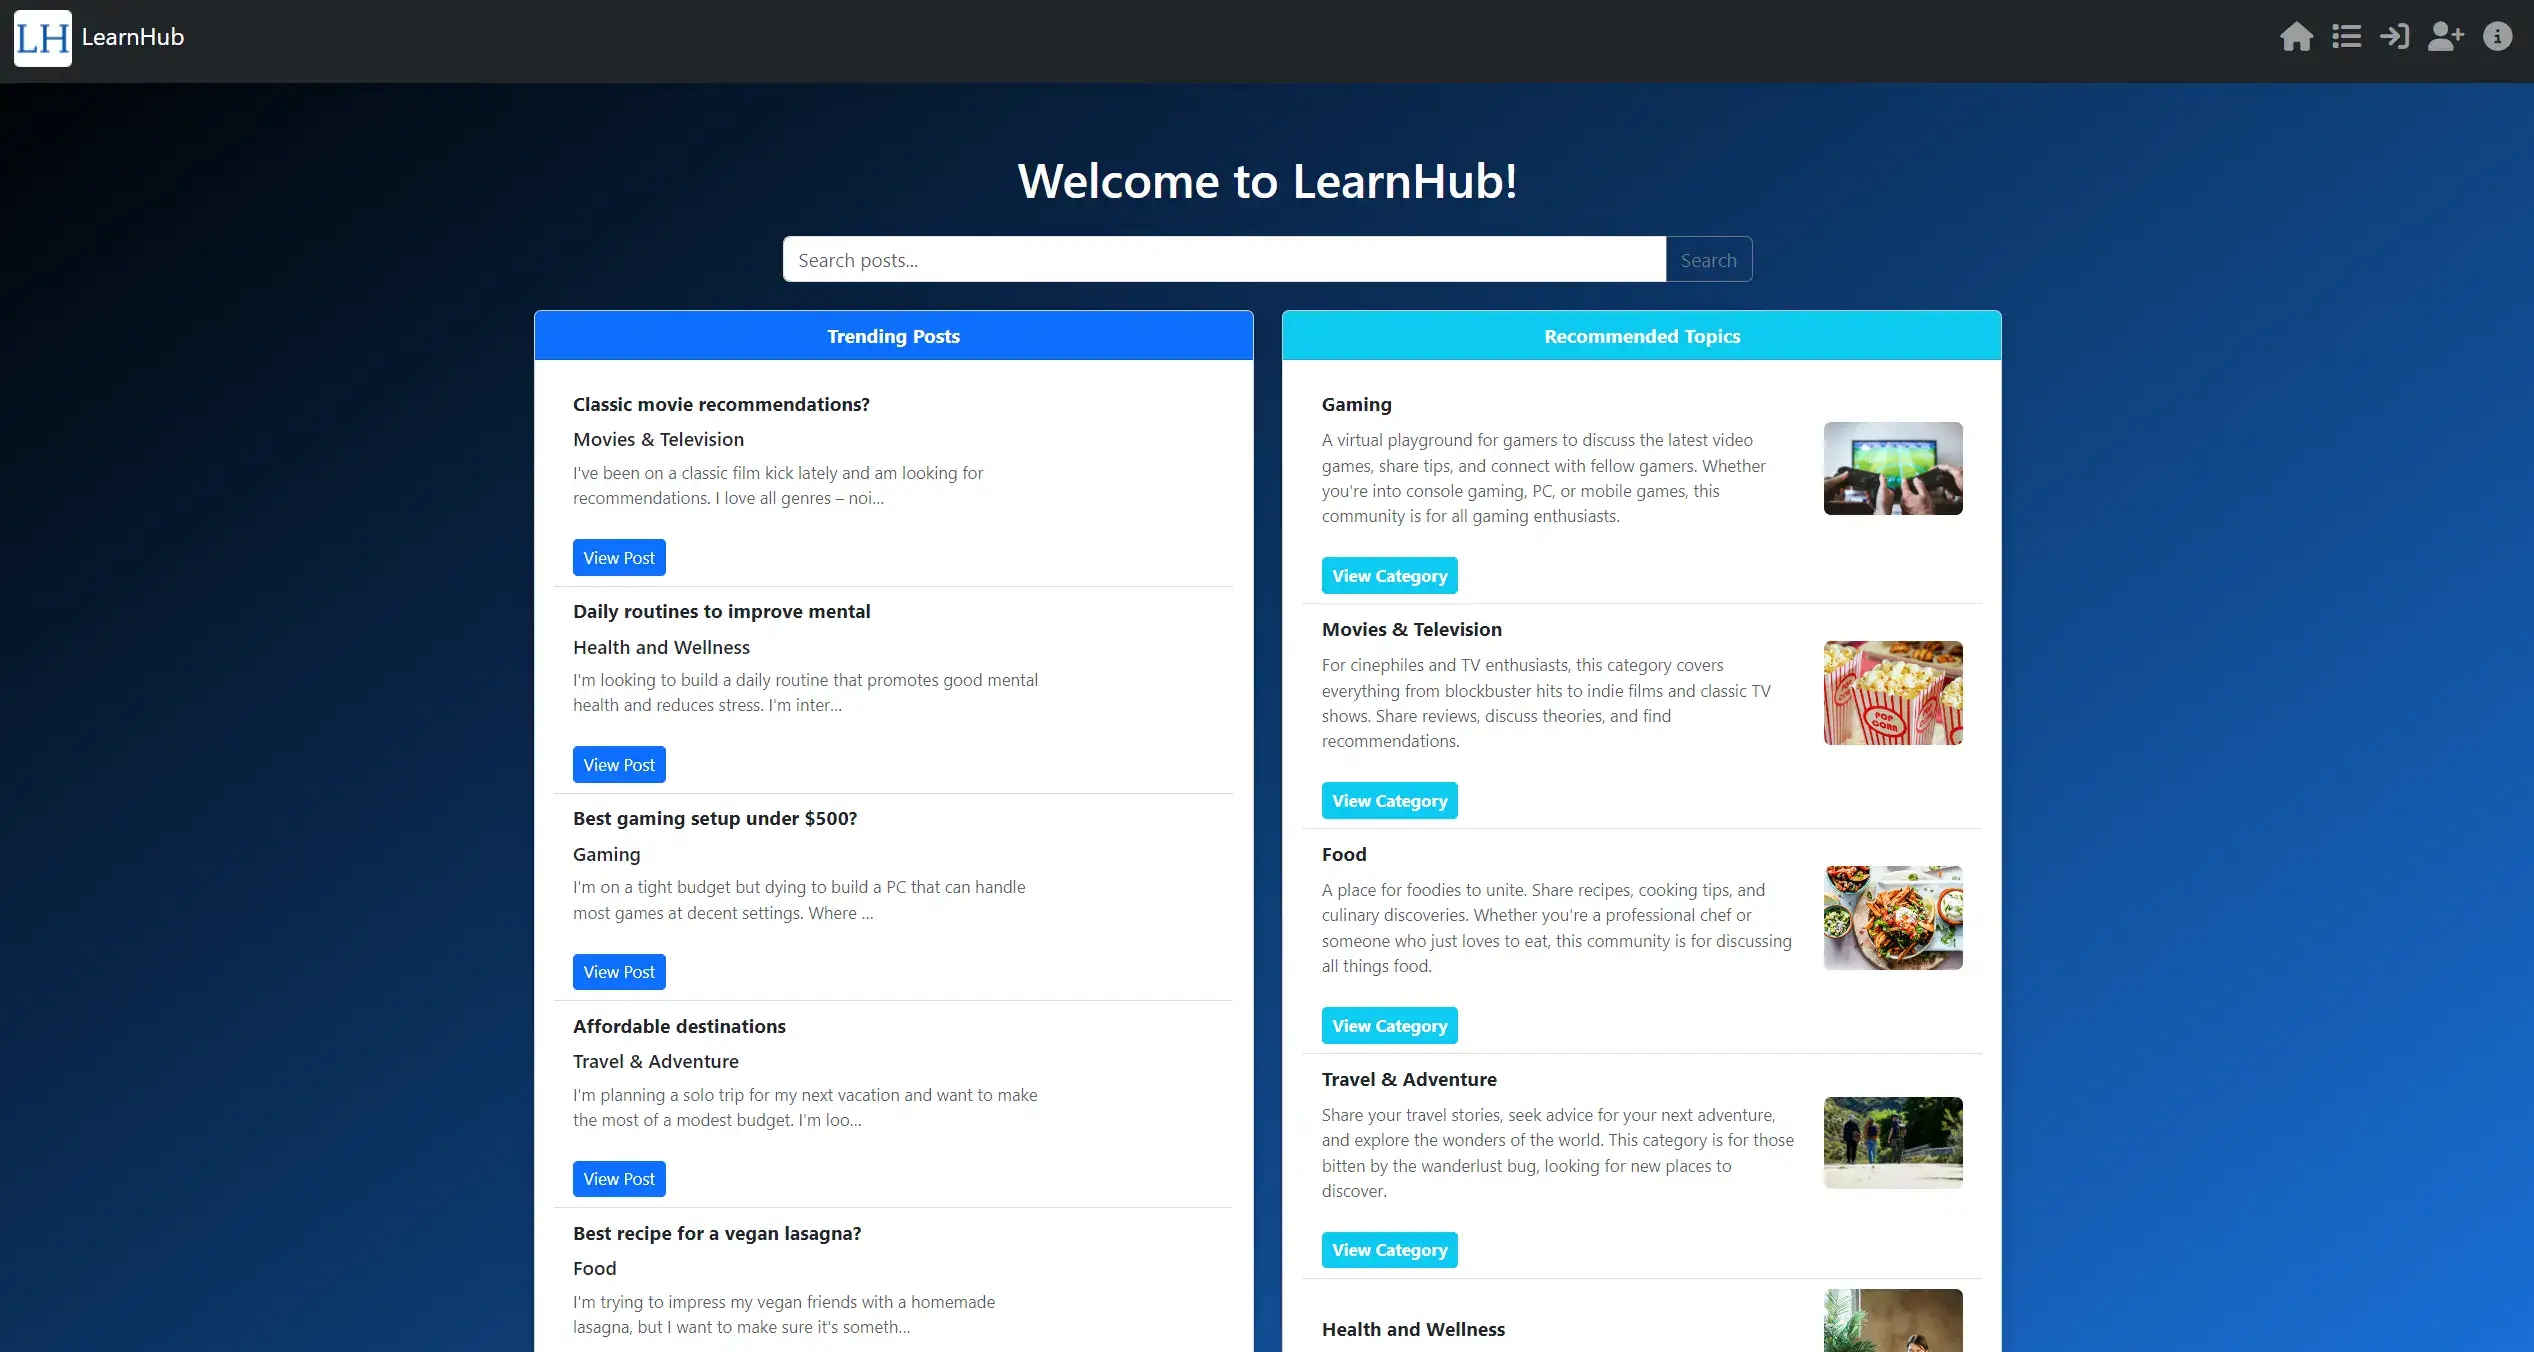 LH LearnHub
Welcome to LearnHub!
Search posts...
Search
Trending Posts
Classic movie recommendations?
Movies & Television
I've been on a classic film kick lately and am looking for
recommendations. I love all genres – noi...
View Post
Daily routines to improve mental
Health and Wellness
I'm looking to build a daily routine that promotes good mental
health and reduces stress. I'm inter...
View Post
Best gaming setup under $500?
Gaming
I'm on a tight budget but dying to build a PC that can handle
most games at decent settings. Where ...
View Post
Affordable destinations
Travel & Adventure
I'm planning a solo trip for my next vacation and want to make
the most of a modest budget. I'm loo...
View Post
Best recipe for a vegan lasagna?
Food
I'm trying to impress my vegan friends with a homemade
lasagna, but I want to make sure it's someth...
Recommended Topics
Gaming
A virtual playground for gamers to discuss the latest video
games, share tips, and connect with fellow gamers. Whether
you're into console gaming, PC, or mobile games, this
community is for all gaming enthusiasts.
View Category
Movies & Television
For cinephiles and TV enthusiasts, this category covers
everything from blockbuster hits to indie films and classic TV
shows. Share reviews, discuss theories, and find
recommendations.
POP
CORN
View Category
Food
A place for foodies to unite. Share recipes, cooking tips, and
culinary discoveries. Whether you're a professional chef or
someone who just loves to eat, this community is for discussing
all things food.
View Category
Travel & Adventure
Share your travel stories, seek advice for your next adventure,
and explore the wonders of the world. This category is for those
bitten by the wanderlust bug, looking for new places to
discover.
View Category
Health and Wellness